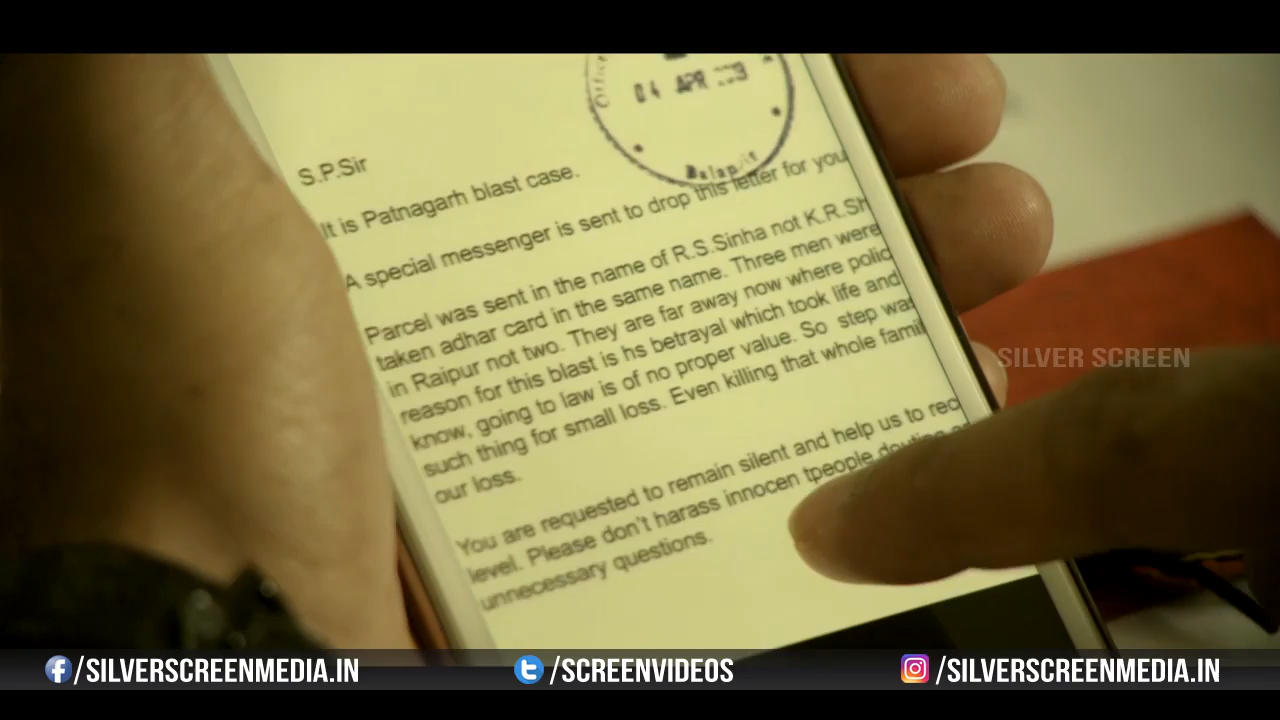 04 APR
S.P.Sir
It is Patnagarh blast case.
A special messenger is sent to drop this letter for you
Parcel was sent in the name of R.S.Sinha not K.R.Sh
taken adhar card in the same name. Three men were
in Raipur not two. They are far away now where polic
reason for this blast is hs betrayal which took life and
know, going to law is of no proper value. So step was
such thing for small loss. Even killing that whole famil
our loss.
You are requested to remain silent and help us to rec
level. Please don't harass innocen tpeople
unnecessary questions.
SILVER SCREEN
/SILVERSCREENMEDIA.IN /SCREENVIDEOS /SILVERSCREENMEDIA.IN